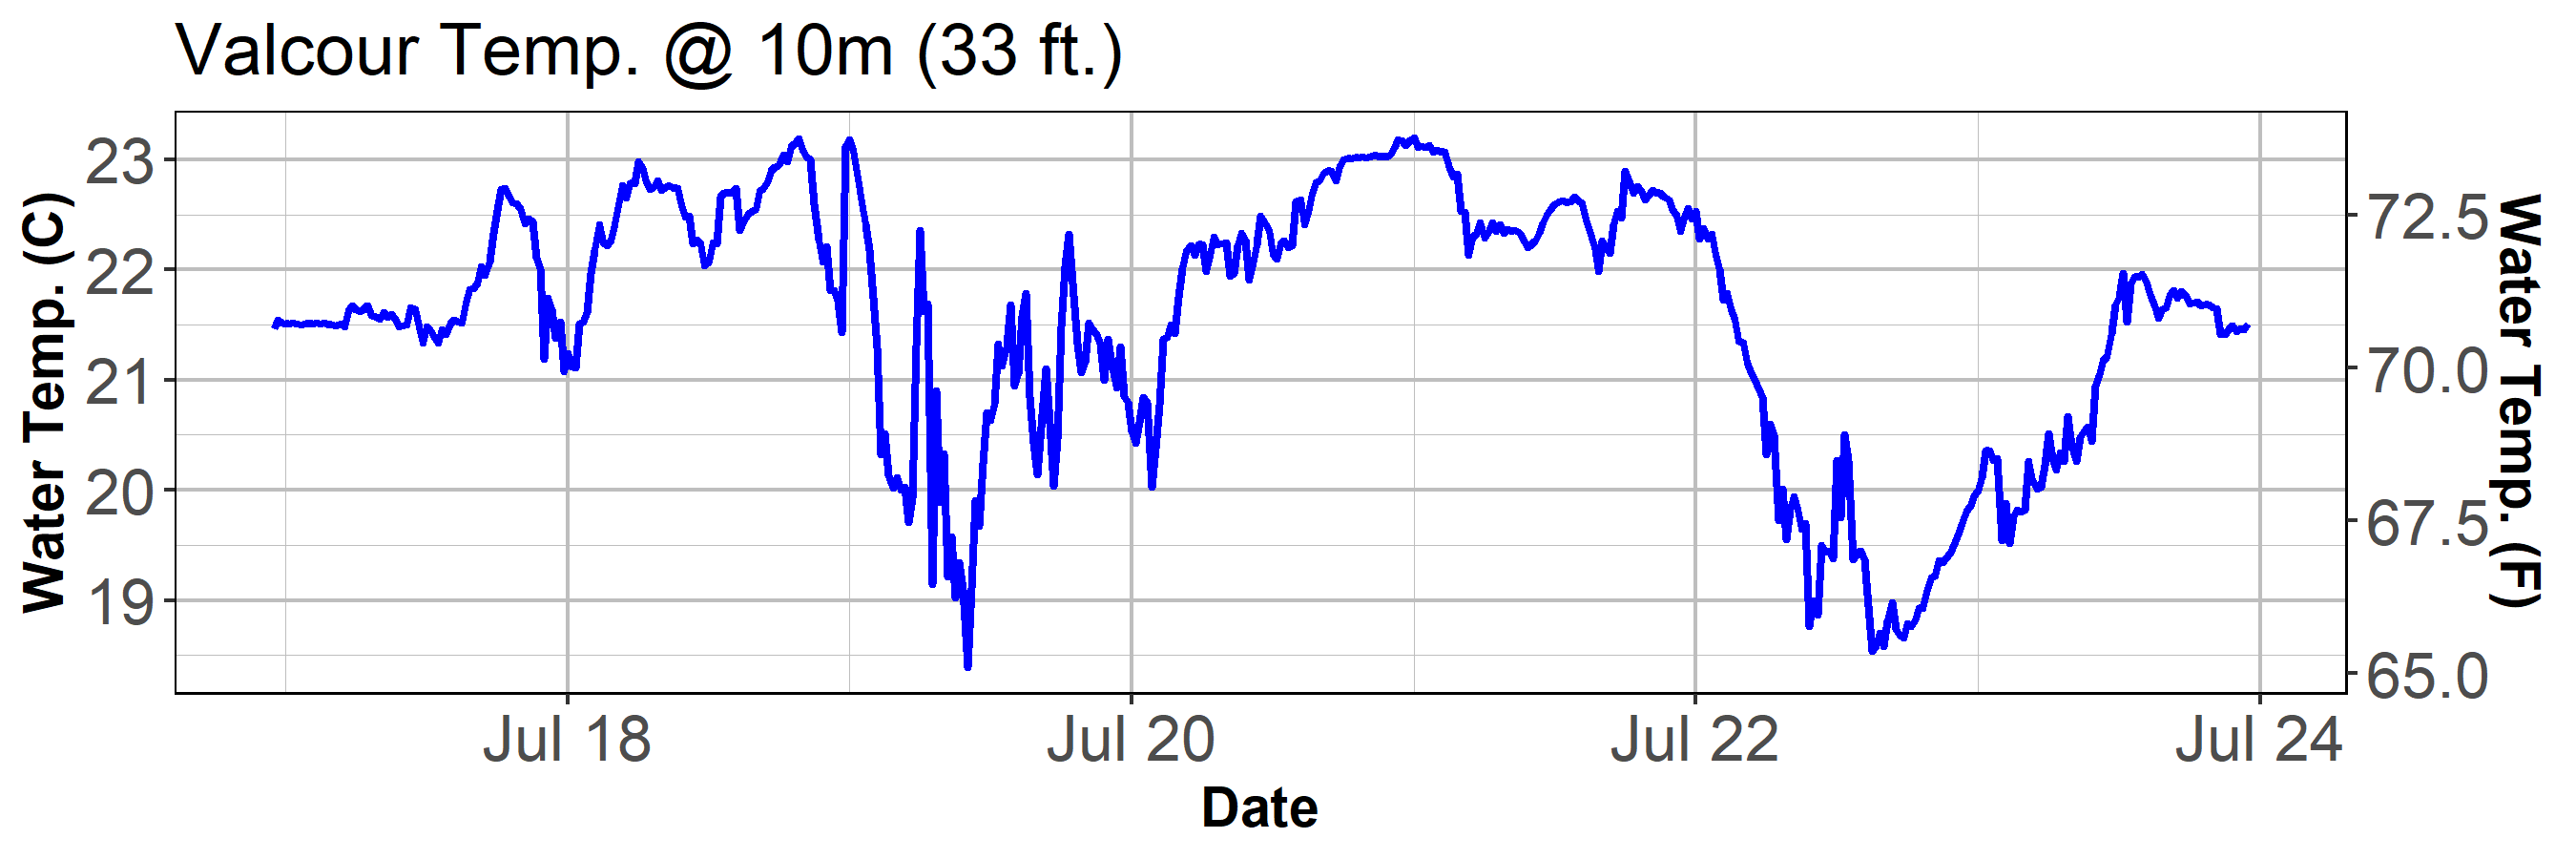 Valcour Temp. @ 10m (33 ft.)
Water Temp. (C)
23
22
21
20
19
72.5
70.0
67.5
65.0
Water Temp. (F)
Jul 18
Jul 20
Jul 22
Jul 24
Date